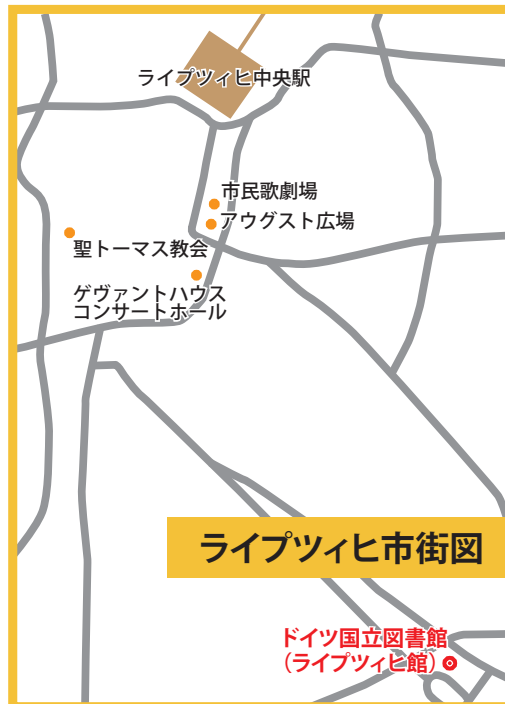 ライプツィヒ中央駅
市民歌劇場
アウグスト広場
聖トーマス教会
ゲヴァントハウス
コンサートホール
ライプツィヒ市街図
ドイツ国立図書館
（ライプツィヒ館）